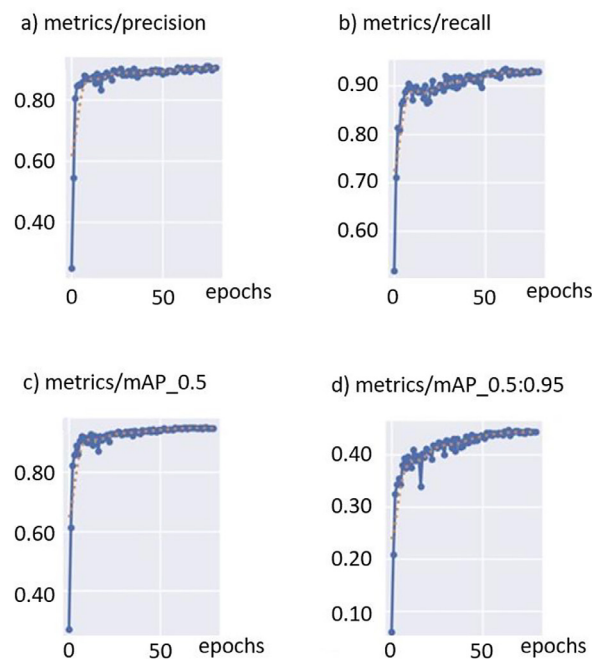 a) metrics/precision
0.80
0.60
0.40
0 50 epochs
b) metrics/recall
0.90
0.80
0.70
0.60
0 50 epochs
c) metrics/mAP_0.5
0.80
0.60
0.40
0 50 epochs
d) metrics/mAP_0.5:0.95
0.40
0.30
0.20
0.10
0 50 epochs